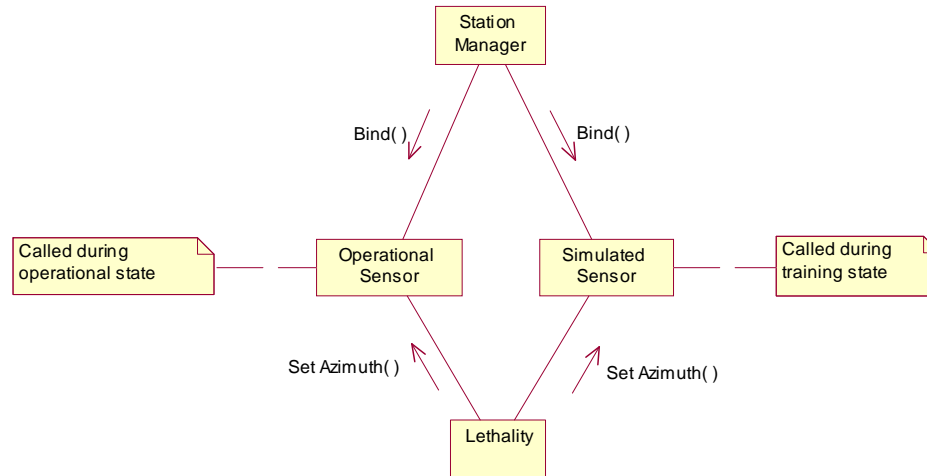 Station
Manager
Bind( )
Bind( )
Called during
operational state
Operational
Sensor
Simulated
Sensor
Called during
training state
Set Azimuth( )
Set Azimuth( )
Lethality